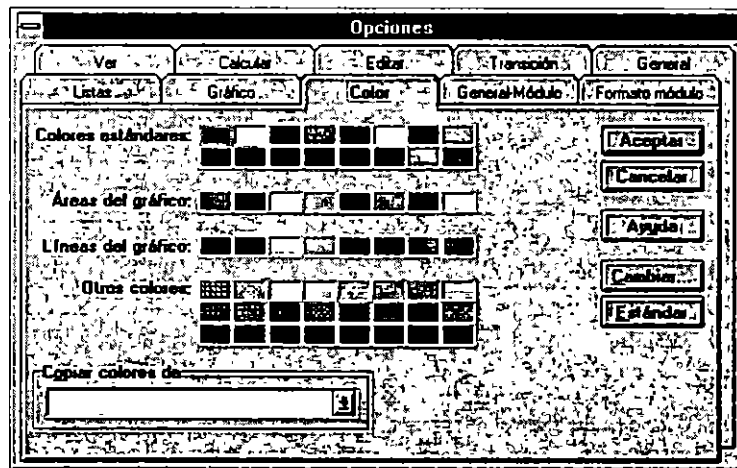 Opciones
Ver Calcular Editar Transición General
Listas Gráfico Color General-Módulo Formato módulo
Colores estándares:
Aceptar
Cancelar
Áreas del gráfico:
Ayuda
Líneas del gráfico:
Otros colores:
Cambiar...
Estándar
Copiar colores de